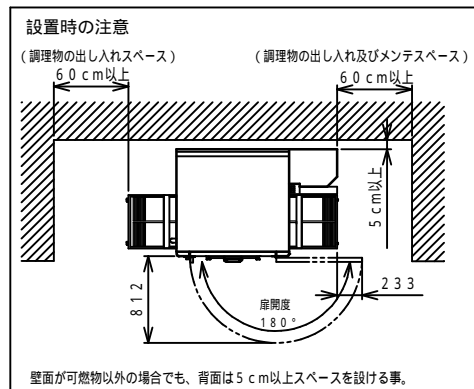 設置時の注意
(調理物の出し入れスペース)
60cm以上
(調理物の出し入れ及びメンテスペース)
60cm以上
5cm以上
812
扉開度
180°
233
壁面が可燃物以外の場合でも、背面は5cm以上スペースを設ける事。